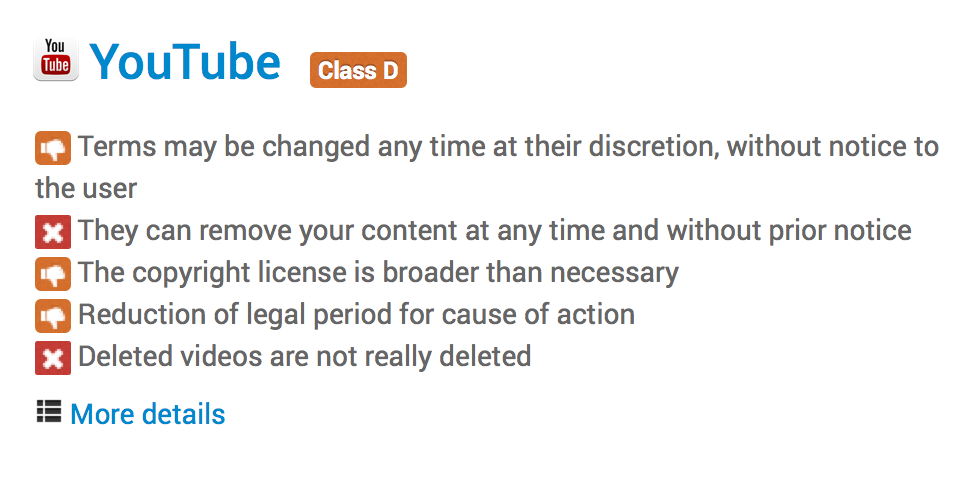 You
Tube
YouTube Class D
Terms may be changed any time at their discretion, without notice to
the user
They can remove your content at any time and without prior notice
The copyright license is broader than necessary
Reduction of legal period for cause of action
Deleted videos are not really deleted
More details